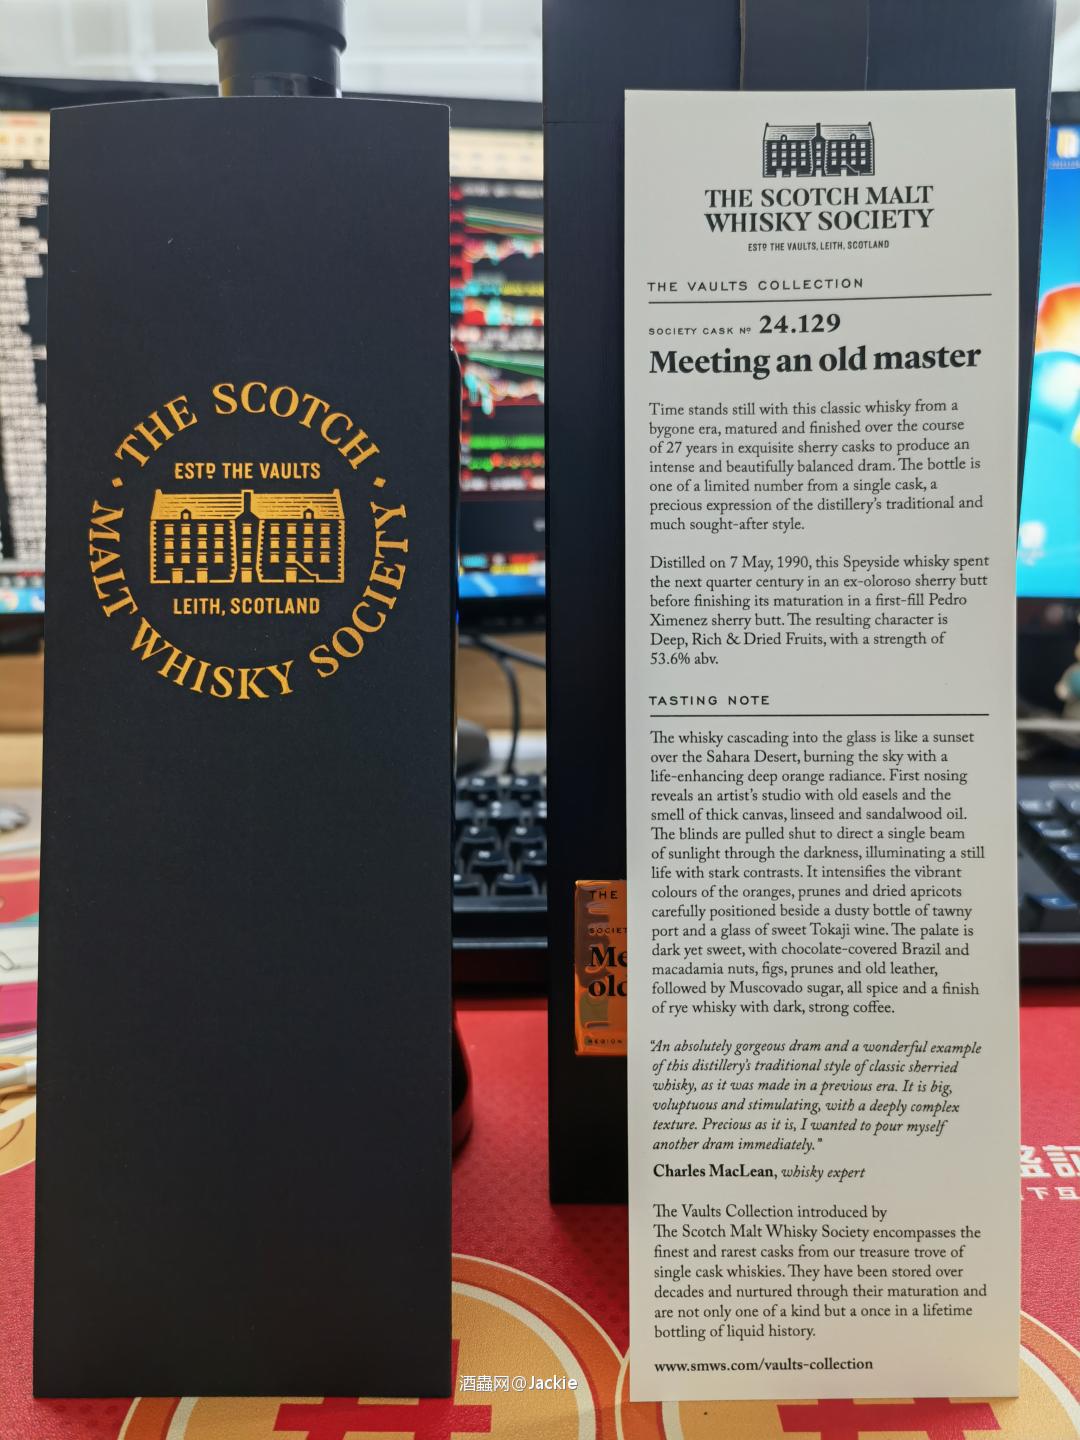 THE SCOTCH
MALT WHISKY SOCIETY
ESTD THE VAULTS
LEITH, SCOTLAND
THE SCOTCH MALT
WHISKY SOCIETY
ESTD THE VAULTS, LEITH, SCOTLAND
THE VAULTS COLLECTION
SOCIETY CASK Nº 24.129
Meeting an old master
Time stands still with this classic whisky from a
bygone era, matured and finished over the course
of 27 years in exquisite sherry casks to produce an
intense and beautifully balanced dram. The bottle is
one of a limited number from a single cask, a
precious expression of the distillery's traditional and
much sought-after style.
Distilled on 7 May, 1990, this Speyside whisky spent
the next quarter century in an ex-oloroso sherry butt
before finishing its maturation in a first-fill Pedro
Ximenez sherry butt. The resulting character is
Deep, Rich & Dried Fruits, with a strength of
53.6% abv.
TASTING NOTE
The whisky cascading into the glass is like a sunset
over the Sahara Desert, burning the sky with a
life-enhancing deep orange radiance. First nosing
reveals an artist's studio with old easels and the
smell of thick canvas, linseed and sandalwood oil.
The blinds are pulled shut to direct a single beam
of sunlight through the darkness, illuminating a still
life with stark contrasts. It intensifies the vibrant
colours of the oranges, prunes and dried apricots
carefully positioned beside a dusty bottle of tawny
port and a glass of sweet Tokaji wine. The palate is
dark yet sweet, with chocolate-covered Brazil and
macadamia nuts, figs, prunes and old leather,
followed by Muscovado sugar, all spice and a finish
of rye whisky with dark, strong coffee.
"An absolutely gorgeous dram and a wonderful example
of this distillery's traditional style of classic sherried
whisky, as it was made in a previous era. It is big,
voluptuous and stimulating, with a deeply complex
texture. Precious as it is, I wanted to pour myself
another dram immediately."
Charles MacLean, whisky expert
The Vaults Collection introduced by
The Scotch Malt Whisky Society encompasses the
finest and rarest casks from our treasure trove of
single cask whiskies. They have been stored over
decades and nurtured through their maturation and
are not only one of a kind but a once in a lifetime
bottling of liquid history.
www.smws.com/vaults-collection
THE
SOCIET
Me
old
REGION
酒蟲网@Jackie